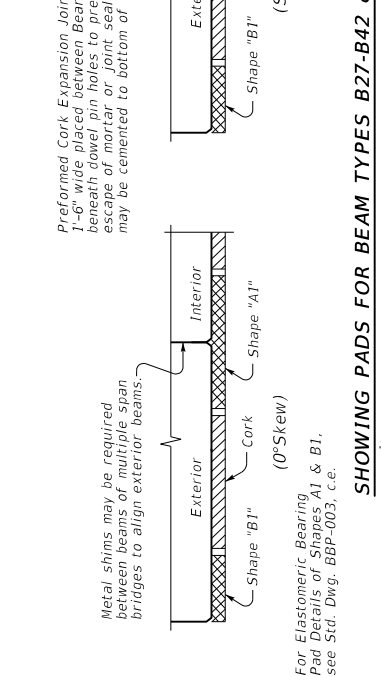 Preformed Cork Expansion Join
1'-6" wide placed between Bear
beneath dowel pin holes to pre
escape of mortar or joint seal
may be cemented to bottom of
Exte
Shape "B1"
(S
Metal shims may be required
between beams of multiple span
bridges to align exterior beams.
Exterior
Interior
Shape "B1"
Cork
Shape "A1"
(0°Skew)
For Elastomeric Bearing
Pad Details of Shapes A1 & B1,
see Std. Dwg. BBP-003, c.e.
SHOWING PADS FOR BEAM TYPES B27-B42